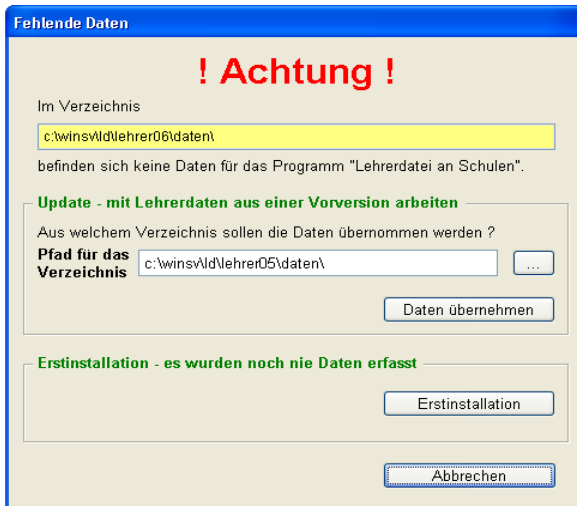 Fehlende Daten
! Achtung !
Im Verzeichnis
c:\winsv\ld\lehrer06\daten\
befinden sich keine Daten für das Programm "Lehrerdatei an Schulen".
Update - mit Lehrerdaten aus einer Vorversion arbeiten
Aus welchem Verzeichnis sollen die Daten übernommen werden ?
Pfad für das
Verzeichnis
c:\winsv\ld\lehrer05\daten\
...
Daten übernehmen
Erstinstallation - es wurden noch nie Daten erfasst
Erstinstallation
Abbrechen